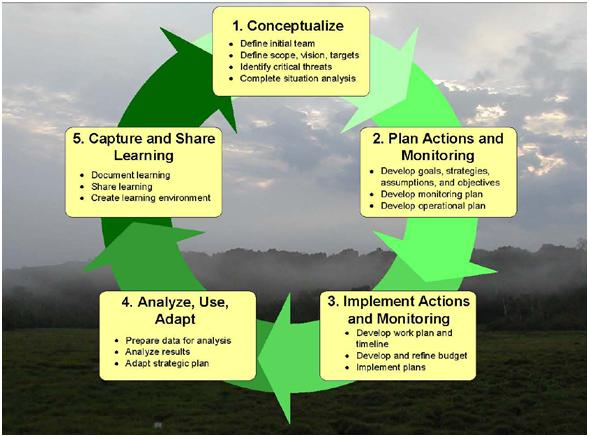 1. Conceptualize
• Define initial team
• Define scope, vision, targets
• Identify critical threats
• Complete situation analysis
2. Plan Actions and
Monitoring
• Develop goals, strategies,
assumptions, and objectives
• Develop monitoring plan
• Develop operational plan
3. Implement Actions
and Monitoring
• Develop work plan and
timeline
• Develop and refine budget
• Implement plans
4. Analyze, Use,
Adapt
• Prepare data for analysis
• Analyze results
• Adapt strategic plan
5. Capture and Share
Learning
• Document learning
• Share learning
• Create learning environment